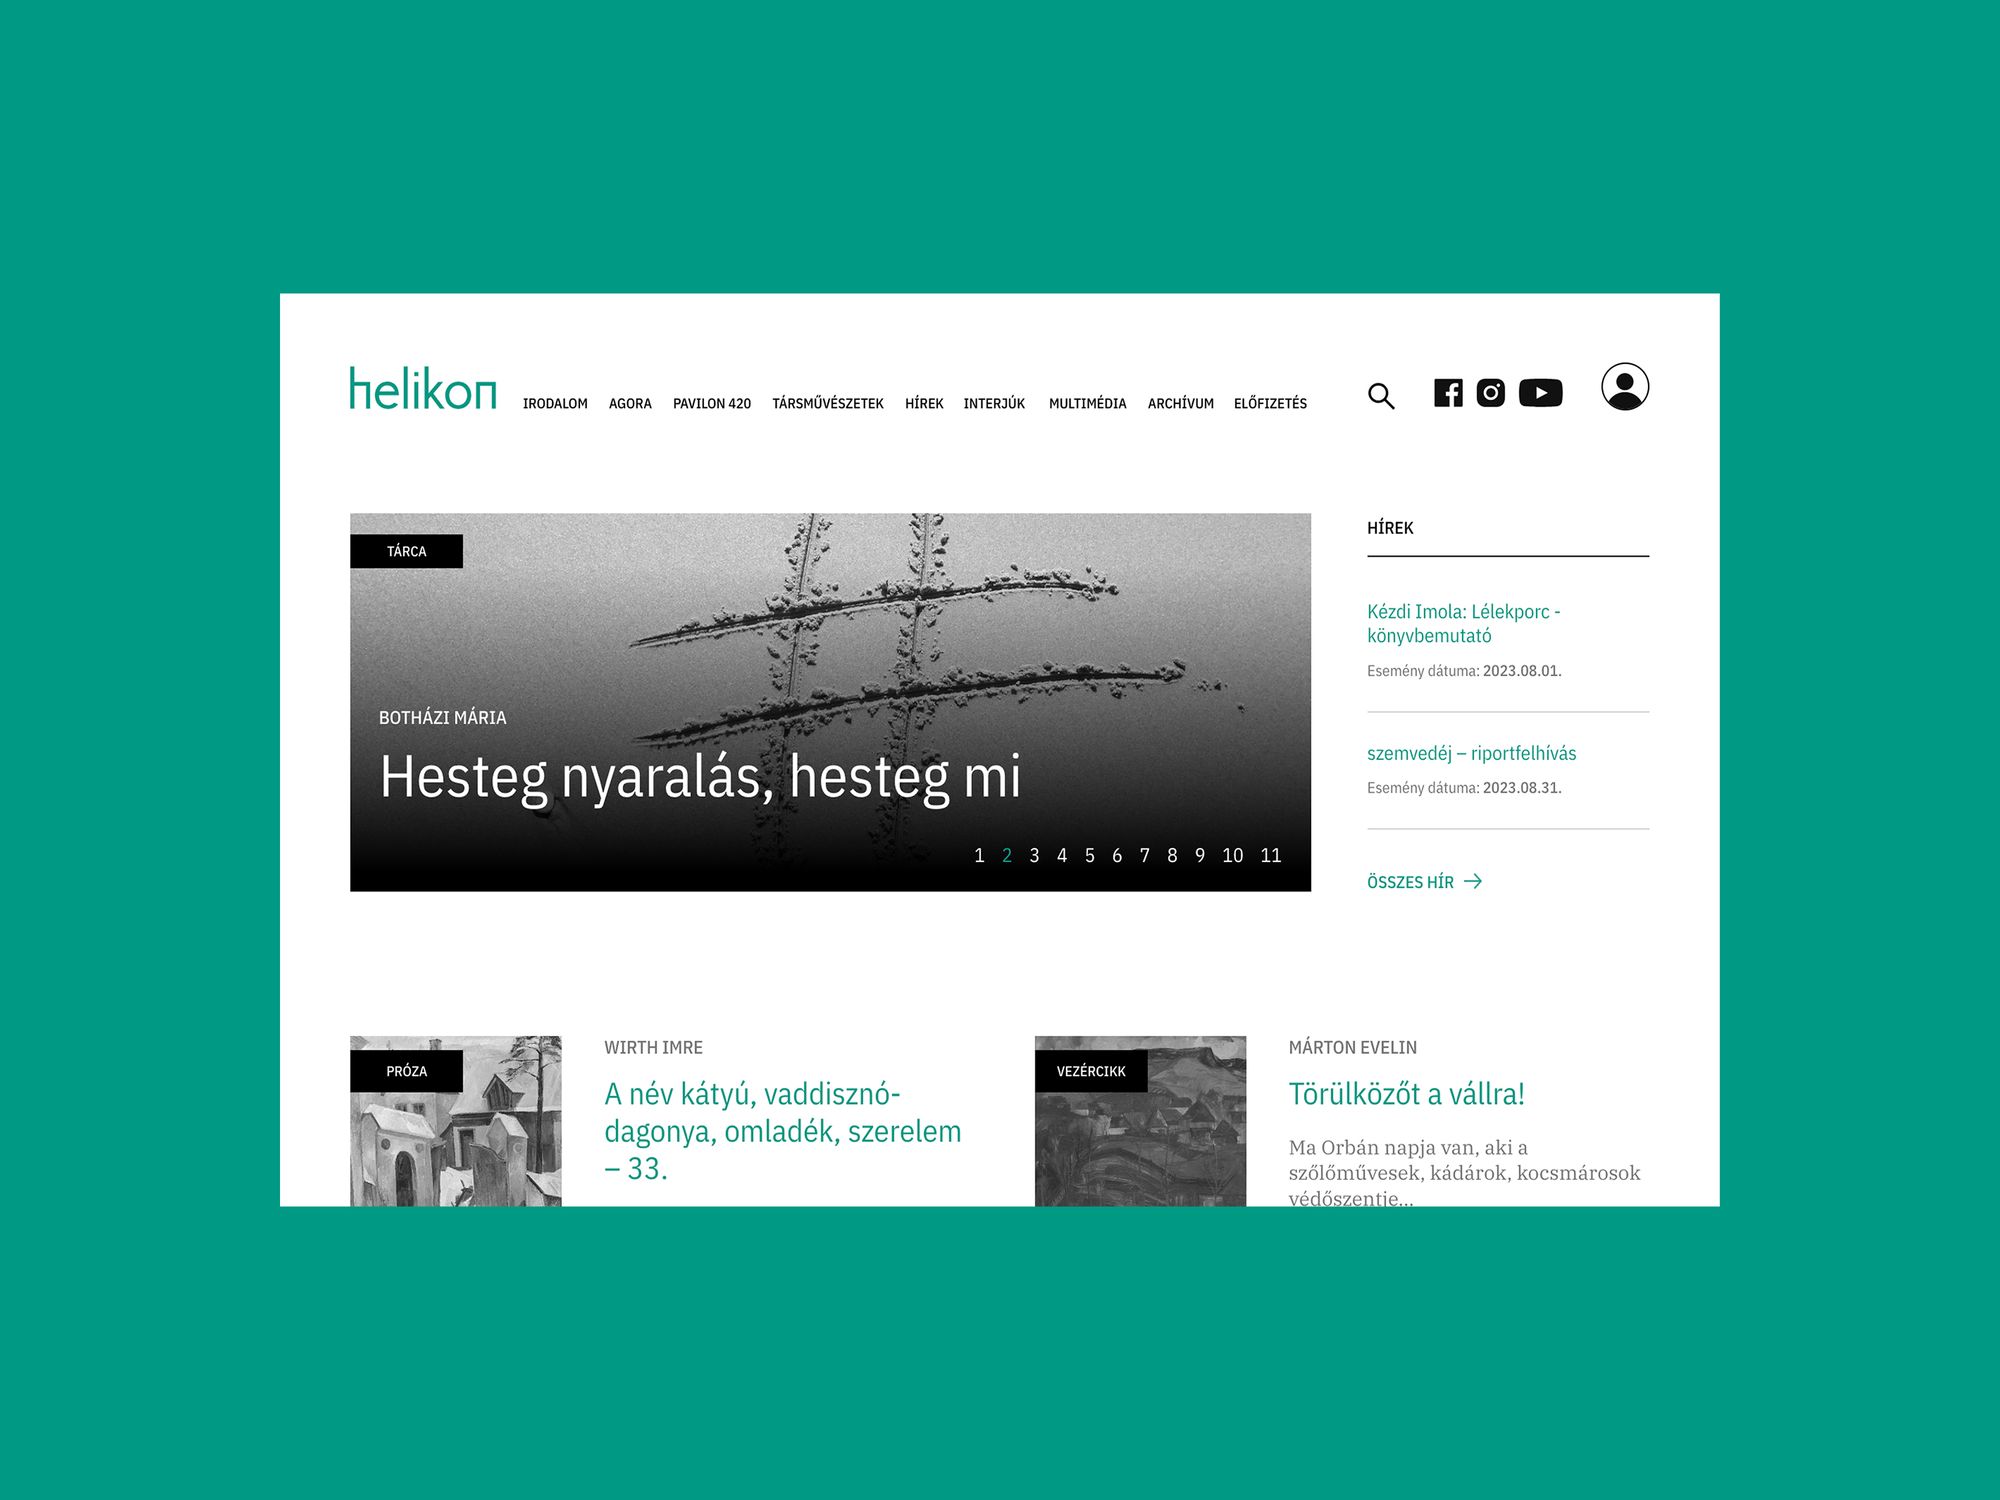 helikon
IRODALOM AGORA PAVILON 420 TÁRSMŰVÉSZETEK HÍREK INTERJÚK MULTIMÉDIA ARCHÍVUM ELŐFIZETÉS
TÁRCA
BOTHÁZI MÁRIA
Hesteg nyaralás, hesteg mi
1 2 3 4 5 6 7 8 9 10 11
HÍREK
Kézdi Imola: Lélekporc -
könyvbemutató
Esemény dátuma: 2023.08.01.
szemvedéj – riportfelhívás
Esemény dátuma: 2023.08.31.
ÖSSZES HÍR
PRÓZA
WIRTH IMRE
A név kátyú, vaddisznó-
dagonya, omladék, szerelem
– 33.
VEZÉRCIKK
MÁRTON EVELIN
Törülközőt a vállra!
Ma Orbán napja van, aki a
szőlőművesek, kádárok, kocsmárosok
védőszentje...